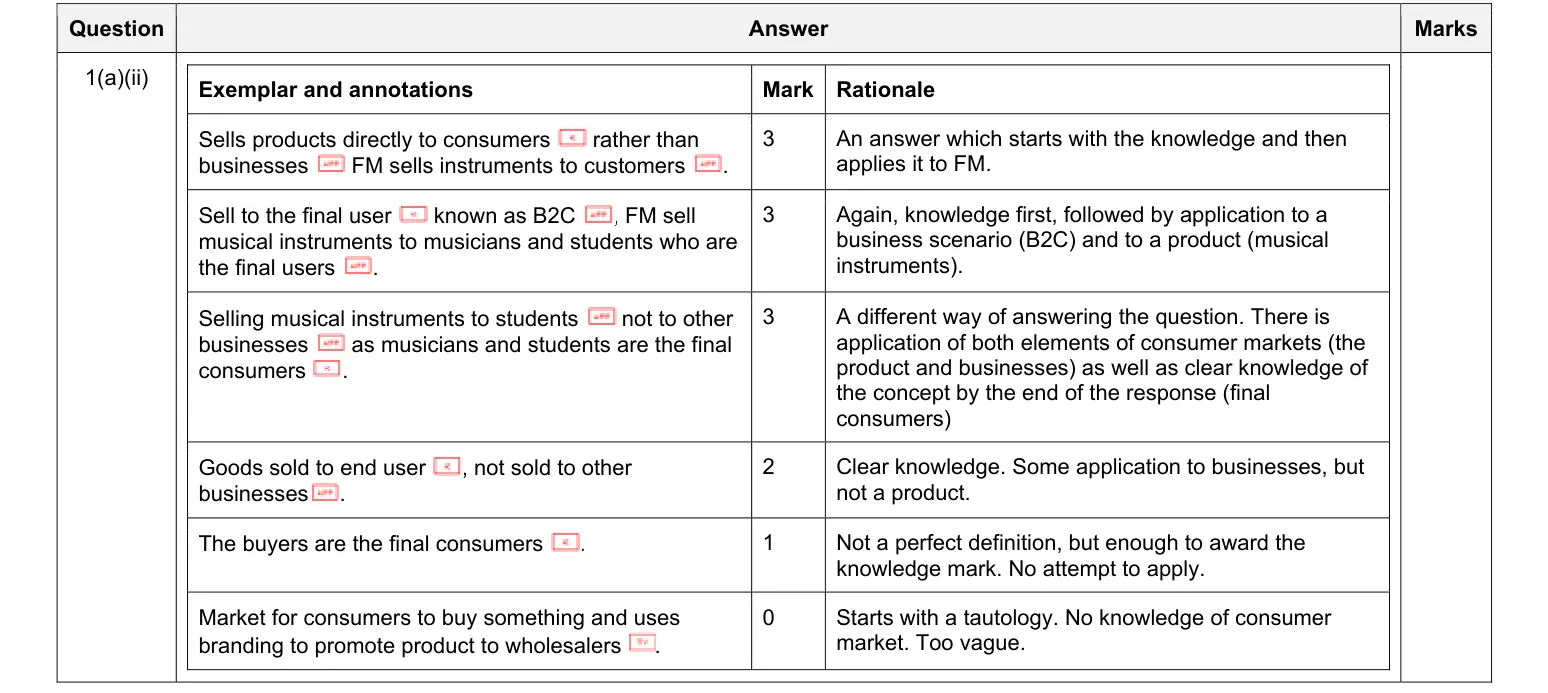 Question Answer Marks
1(a)(ii)
Exemplar and annotations Mark Rationale
Sells products directly to consumers K rather than
businesses APP FM sells instruments to customers APP.
3
An answer which starts with the knowledge and then
applies it to FM.
Sell to the final user K known as B2C APP, FM sell
musical instruments to musicians and students who are
the final users APP.
3
Again, knowledge first, followed by application to a
business scenario (B2C) and to a product (musical
instruments).
Selling musical instruments to students APP not to other
businesses APP as musicians and students are the final
consumers K.
3
A different way of answering the question. There is
application of both elements of consumer markets (the
product and businesses) as well as clear knowledge of
the concept by the end of the response (final
consumers)
Goods sold to end user K, not sold to other
businesses APP.
2
Clear knowledge. Some application to businesses, but
not a product.
The buyers are the final consumers K.
1
Not a perfect definition, but enough to award the
knowledge mark. No attempt to apply.
Market for consumers to buy something and uses
branding to promote product to wholesalers TV.
0
Starts with a tautology. No knowledge of consumer
market. Too vague.